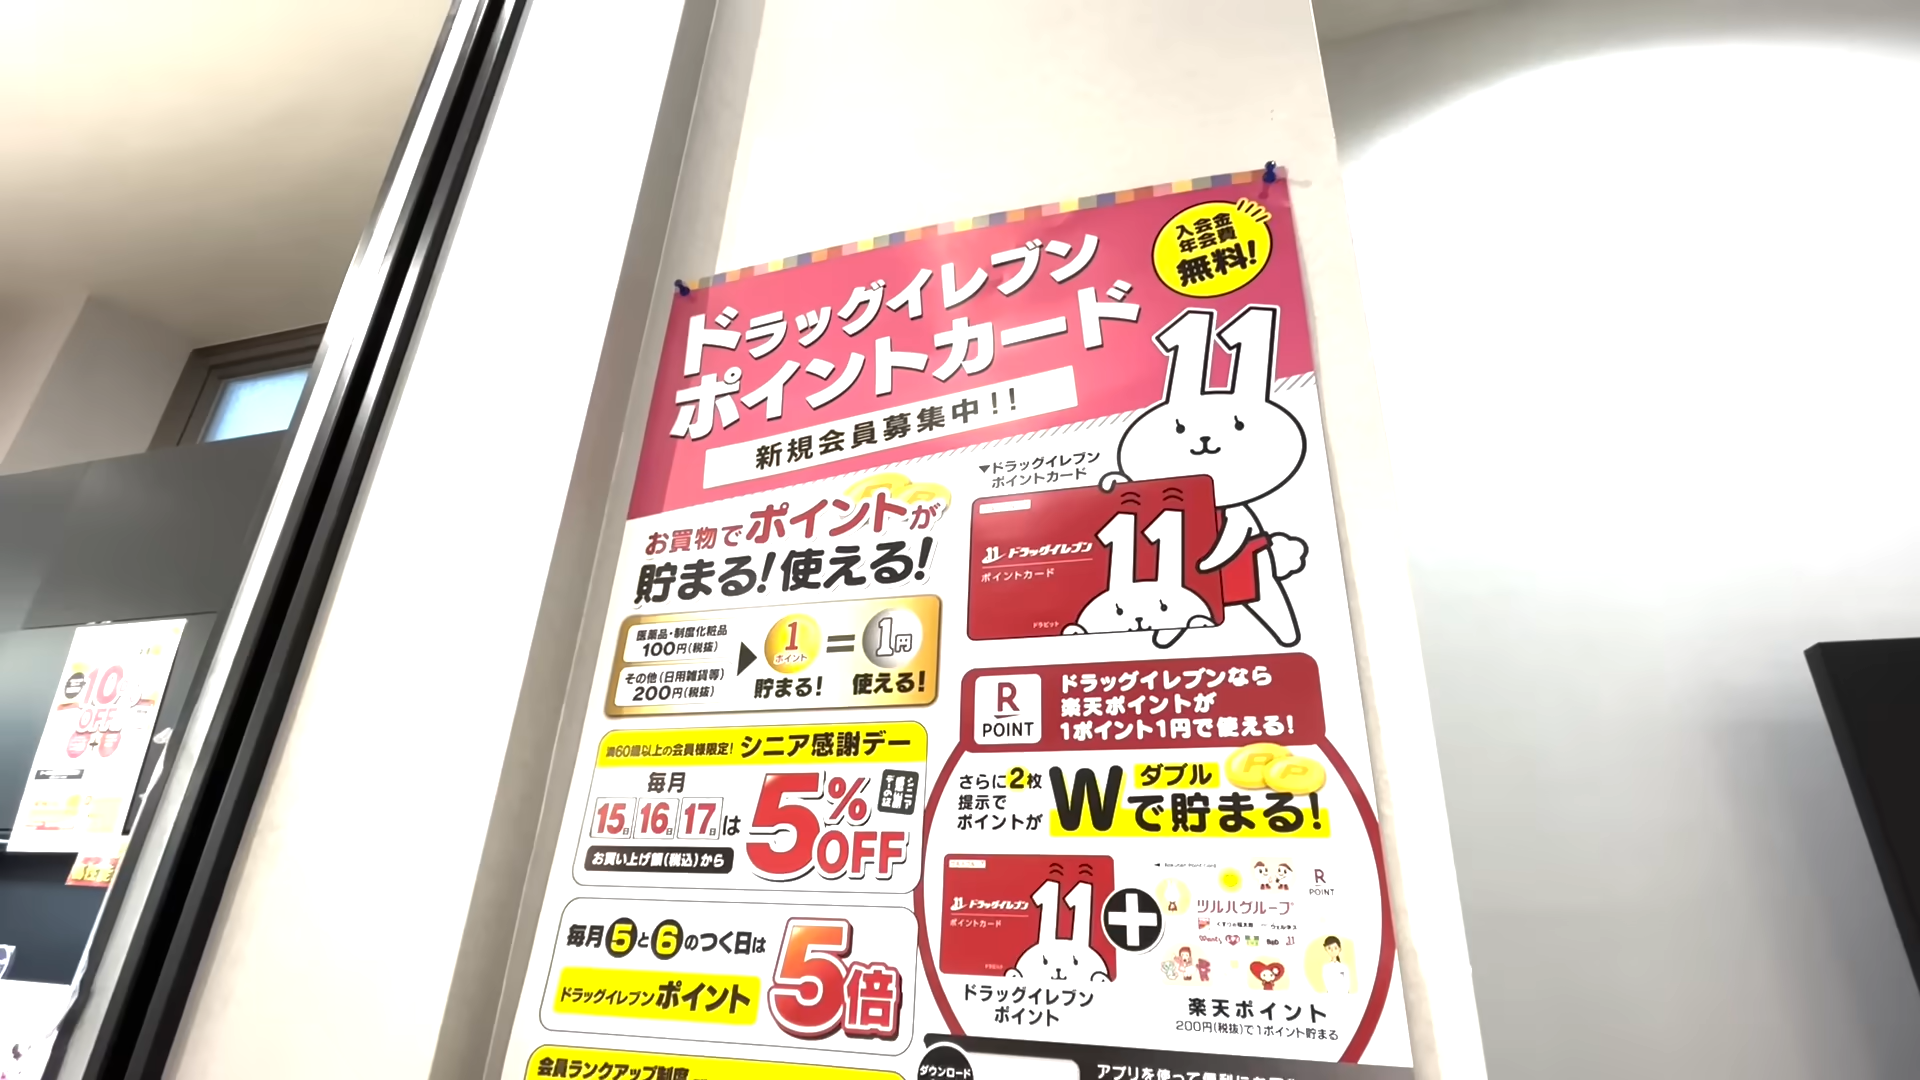 入会金
年会費
無料!
ドラッグイレブン
ポイントカード
新規会員募集中!!
▼ドラッグイレブン
ポイントカード
11 ドラッグイレブン
ポイントカード
ドラビット
お買物でポイントが
貯まる!使える!
医薬品・制度化粧品
100円(税抜)
その他(日用雑貨等)
200円(税抜)
1
ポイント
貯まる!
=
1円
使える!
満60歳以上の会員様限定! シニア感謝デー
毎月
15日 16日 17日は
お買い上げ額(税込)から
5%OFF
毎月5と6のつく日は
ドラッグイレブンポイント
5倍
会員ランクアップ制度
R
POINT
ドラッグイレブンなら
楽天ポイントが
1ポイント1円で使える!
さらに2枚
提示で
ポイントが
Wダブルで貯まる!
11 ドラッグイレブン
ポイントカード
ドラビット
ドラッグイレブン
ポイント
+
Rakuten Point Card
R
POINT
ツルハグループ
楽天ポイント
200円(税抜)で1ポイント貯まる
ダウンロード
10
OFF